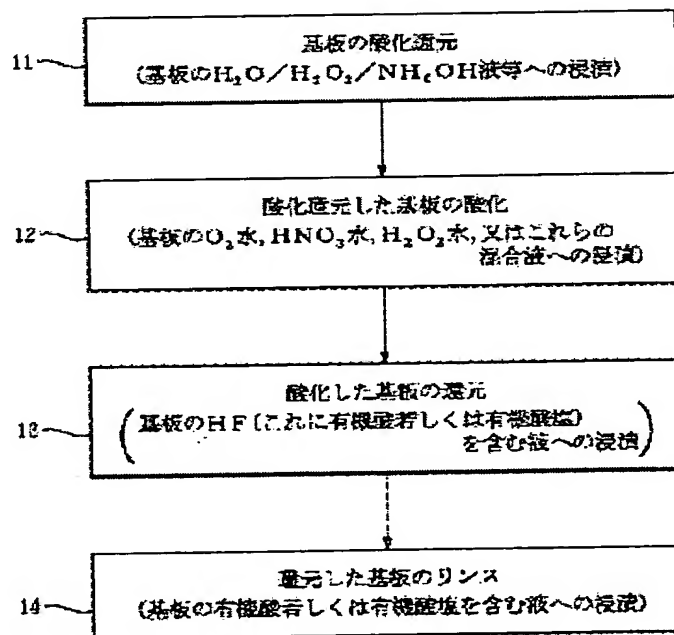 11
基板の酸化還元
(基板のH₂O/H₂O₂/NH₄OH液等への浸漬)
12
酸化還元した基板の酸化
(基板のO₂水,HNO₃水,H₂O₂水,又はこれらの
混合液への浸漬)
13
酸化した基板の還元
(基板のHF(これに有機酸若しくは有機酸塩)
を含む液への浸漬)
14
還元した基板のリンス
(基板の有機酸若しくは有機酸塩を含む液への浸漬)